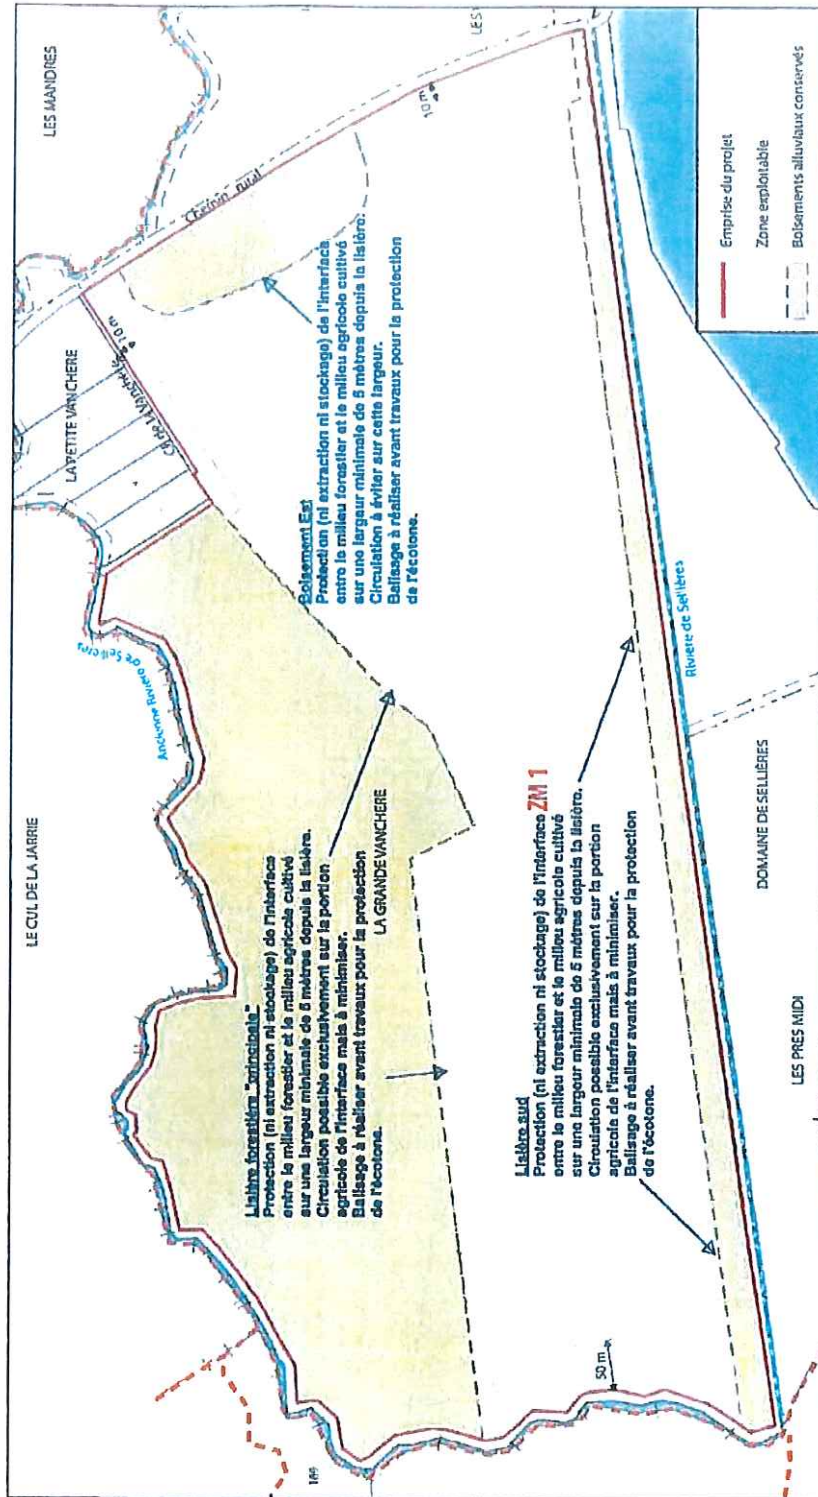 LE CUL DE LA JARRIE
LA PETITE VANCHERE
LES MANDRES
Ancienne Rivière de Sellières
Ch de la Vanchère
10 m
Chemin rural
10 m
LES
189
Lisière forestière "principale"
Protection (ni extraction ni stockage) de l'interface
entre le milieu forestier et le milieu agricole cultivé
sur une largeur minimale de 5 mètres depuis la lisière.
Circulation possible exclusivement sur la portion
agricole de l'interface mais à minimiser.
Balisage à réaliser avant travaux pour la protection
de l'écotone.
LA GRANDE VANCHERE
Boisement Est
Protection (ni extraction ni stockage) de l'interface
entre le milieu forestier et le milieu agricole cultivé
sur une largeur minimale de 5 mètres depuis la lisière.
Circulation à éviter sur cette largeur.
Balisage à réaliser avant travaux pour la protection
de l'écotone.
50 m
Lisière sud
Protection (ni extraction ni stockage) de l'interface
entre le milieu forestier et le milieu agricole cultivé
sur une largeur minimale de 5 mètres depuis la lisière.
Circulation possible exclusivement sur la portion
agricole de l'interface mais à minimiser.
Balisage à réaliser avant travaux pour la protection
de l'écotone.
ZM 1
Rivière de Sellières
LES PRES MIDI
DOMAINE DE SELLIÈRES
Emprise du projet
Zone exploitable
Boisements alluviaux conservés